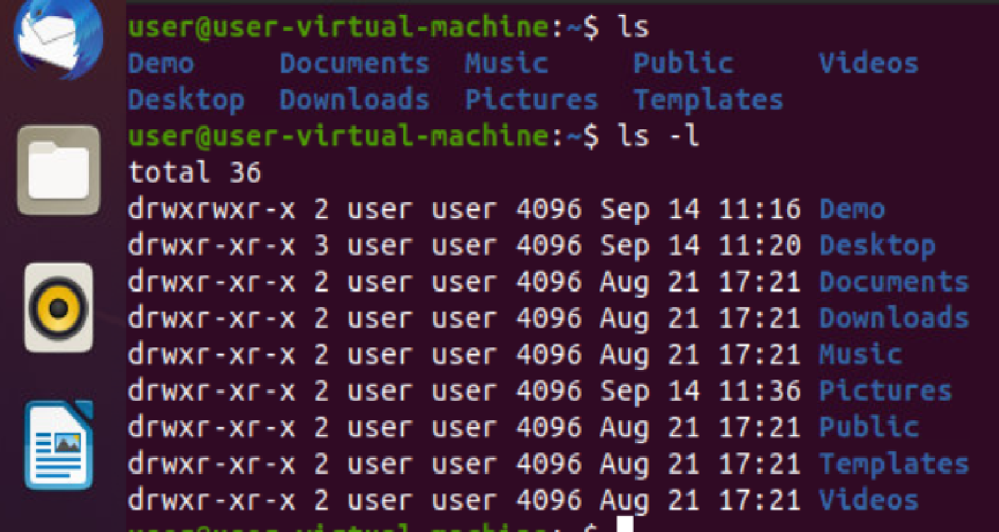 user@user-virtual-machine:~$ ls
Demo Documents Music Public Videos
Desktop Downloads Pictures Templates
user@user-virtual-machine:~$ ls -l
total 36
drwxrwxr-x 2 user user 4096 Sep 14 11:16 Demo
drwxr-xr-x 3 user user 4096 Sep 14 11:20 Desktop
drwxr-xr-x 2 user user 4096 Aug 21 17:21 Documents
drwxr-xr-x 2 user user 4096 Aug 21 17:21 Downloads
drwxr-xr-x 2 user user 4096 Aug 21 17:21 Music
drwxr-xr-x 2 user user 4096 Sep 14 11:36 Pictures
drwxr-xr-x 2 user user 4096 Aug 21 17:21 Public
drwxr-xr-x 2 user user 4096 Aug 21 17:21 Templates
drwxr-xr-x 2 user user 4096 Aug 21 17:21 Videos
user@user-virtual-machine:~$